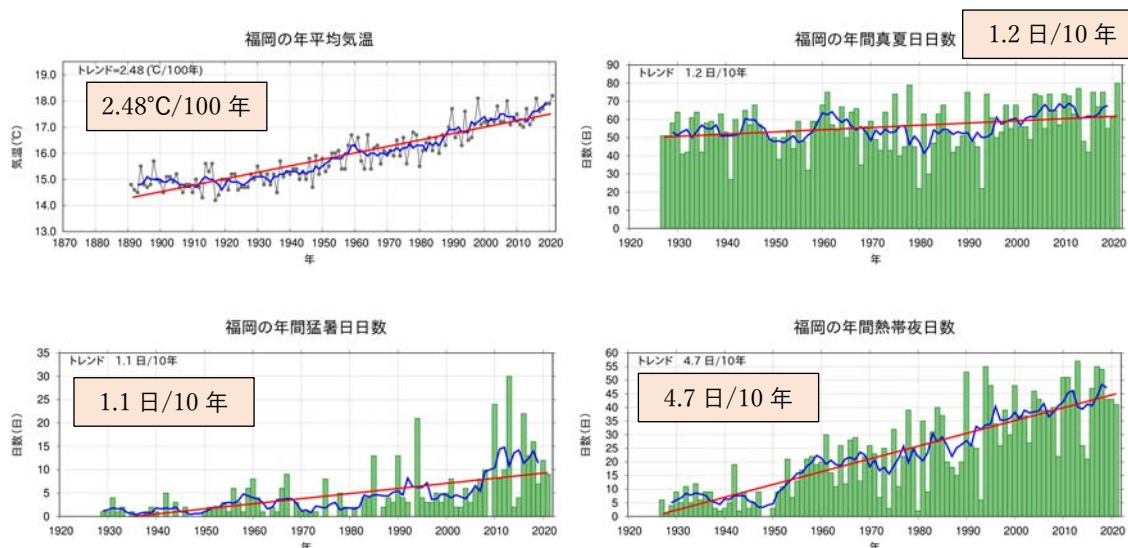 福岡の年平均気温
トレンド=2.48 (℃/100年)
2.48℃/100 年
気温(℃)
19.0
18.0
17.0
16.0
15.0
14.0
13.0
1870 1880 1890 1900 1910 1920 1930 1940 1950 1960 1970 1980 1990 2000 2010 2020
年
福岡の年間真夏日日数
1.2 日/10 年
トレンド 1.2 日/10年
日数(日)
90
80
70
60
50
40
30
20
10
0
1920 1930 1940 1950 1960 1970 1980 1990 2000 2010 2020
年
福岡の年間猛暑日日数
トレンド 1.1 日/10年
1.1 日/10 年
日数(日)
35
30
25
20
15
10
5
0
1920 1930 1940 1950 1960 1970 1980 1990 2000 2010 2020
年
福岡の年間熱帯夜日数
トレンド 4.7 日/10年
4.7 日/10 年
日数(日)
60
55
50
45
40
35
30
25
20
15
10
5
0
1920 1930 1940 1950 1960 1970 1980 1990 2000 2010 2020
年